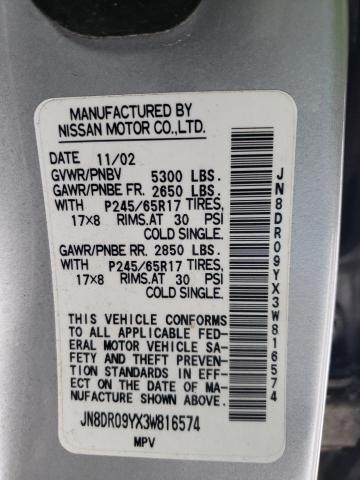 MANUFACTURED BY
NISSAN MOTOR CO.,LTD.
DATE 11/02
GVWR/PNBV 5300 LBS.
GAWR/PNBE FR. 2650 LBS.
WITH P245/65R17 TIRES,
17×8 RIMS.AT 30 PSI
COLD SINGLE.
GAWR/PNBE RR. 2850 LBS.
WITH P245/65R17 TIRES,
17×8 RIMS.AT 30 PSI
COLD SINGLE.
THIS VEHICLE CONFORMS
TO ALL APPLICABLE FED-
ERAL MOTOR VEHICLE SA-
FETY AND THEFT PREVEN-
TION STANDARDS IN EFF-
ECT ON THE DATE OF MA-
NUFACTURE SHOWN ABOVE.
JN8DR09YX3W816574
MPV
JN8DR09YX3W816574